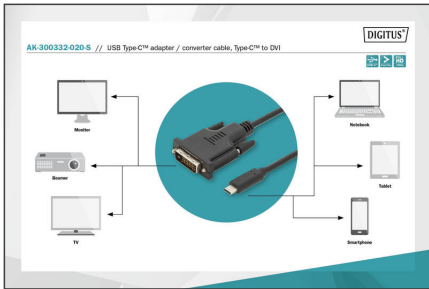 DIGITUS®
AK-300332-020-S // USB Type-C™ adapter / converter cable, Type-C™ to DVI
Monitor
Notebook
Beamer
Tablet
TV
Smartphone